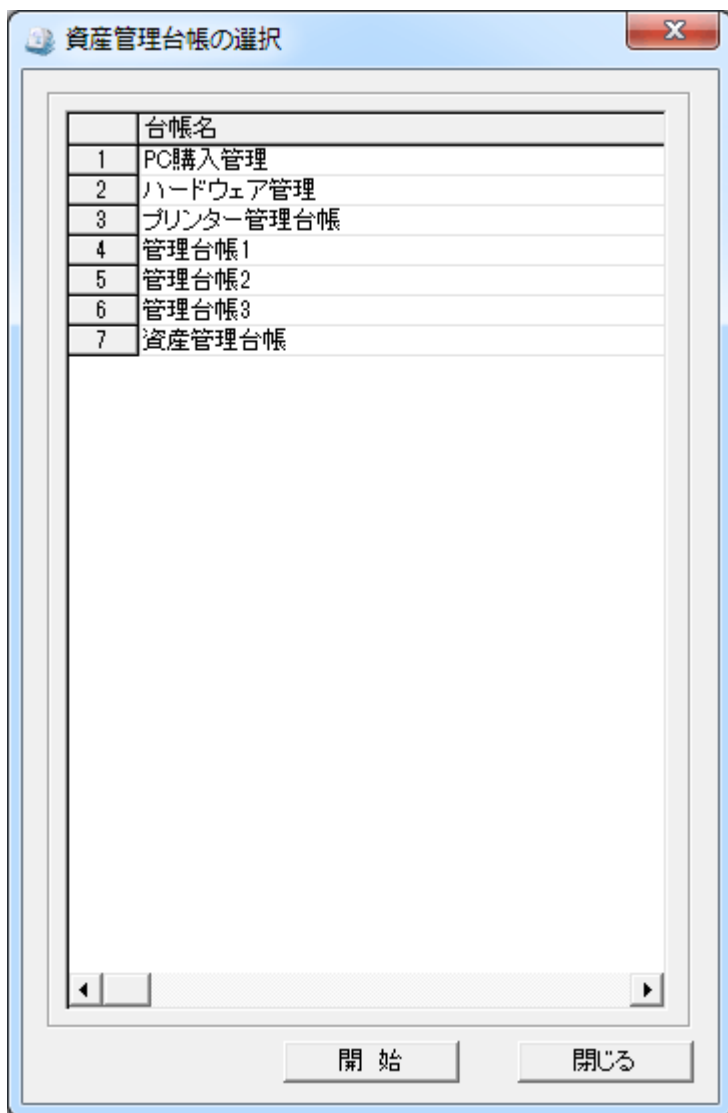 資産管理台帳の選択
台帳名
1 PC購入管理
2 ハードウェア管理
3 プリンター管理台帳
4 管理台帳1
5 管理台帳2
6 管理台帳3
7 資産管理台帳
開 始 閉じる